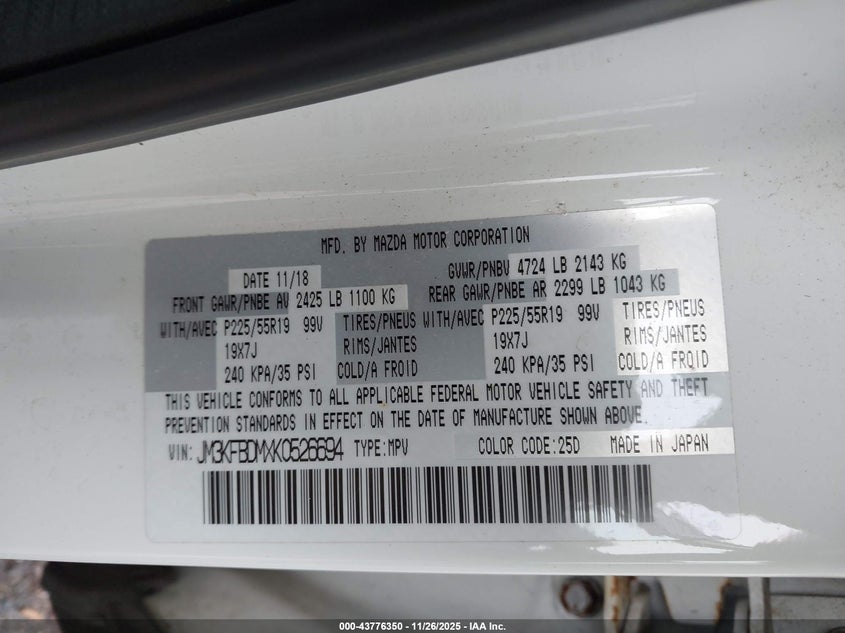 MFD. BY MAZDA MOTOR CORPORATION
DATE 11/18 GVWR/PNBV 4724 LB 2143 KG
FRONT GAWR/PNBE AV 2425 LB 1100 KG REAR GAWR/PNBE AR 2299 LB 1043 KG
WITH/AVEC P225/55R19 99V TIRES/PNEUS WITH/AVEC P225/55R19 99V TIRES/PNEUS
19X7J RIMS/JANTES 19X7J RIMS/JANTES
240 KPA/35 PSI COLD/A FROID 240 KPA/35 PSI COLD/A FROID
THIS VEHICLE CONFORMS TO ALL APPLICABLE FEDERAL MOTOR VEHICLE SAFETY AND THEFT
PREVENTION STANDARDS IN EFFECT ON THE DATE OF MANUFACTURE SHOWN ABOVE.
VIN: JM3KFBDMXK0526694 TYPE:MPV COLOR CODE:25D MADE IN JAPAN
000-43776350 - 11/26/2025 - IAA Inc.